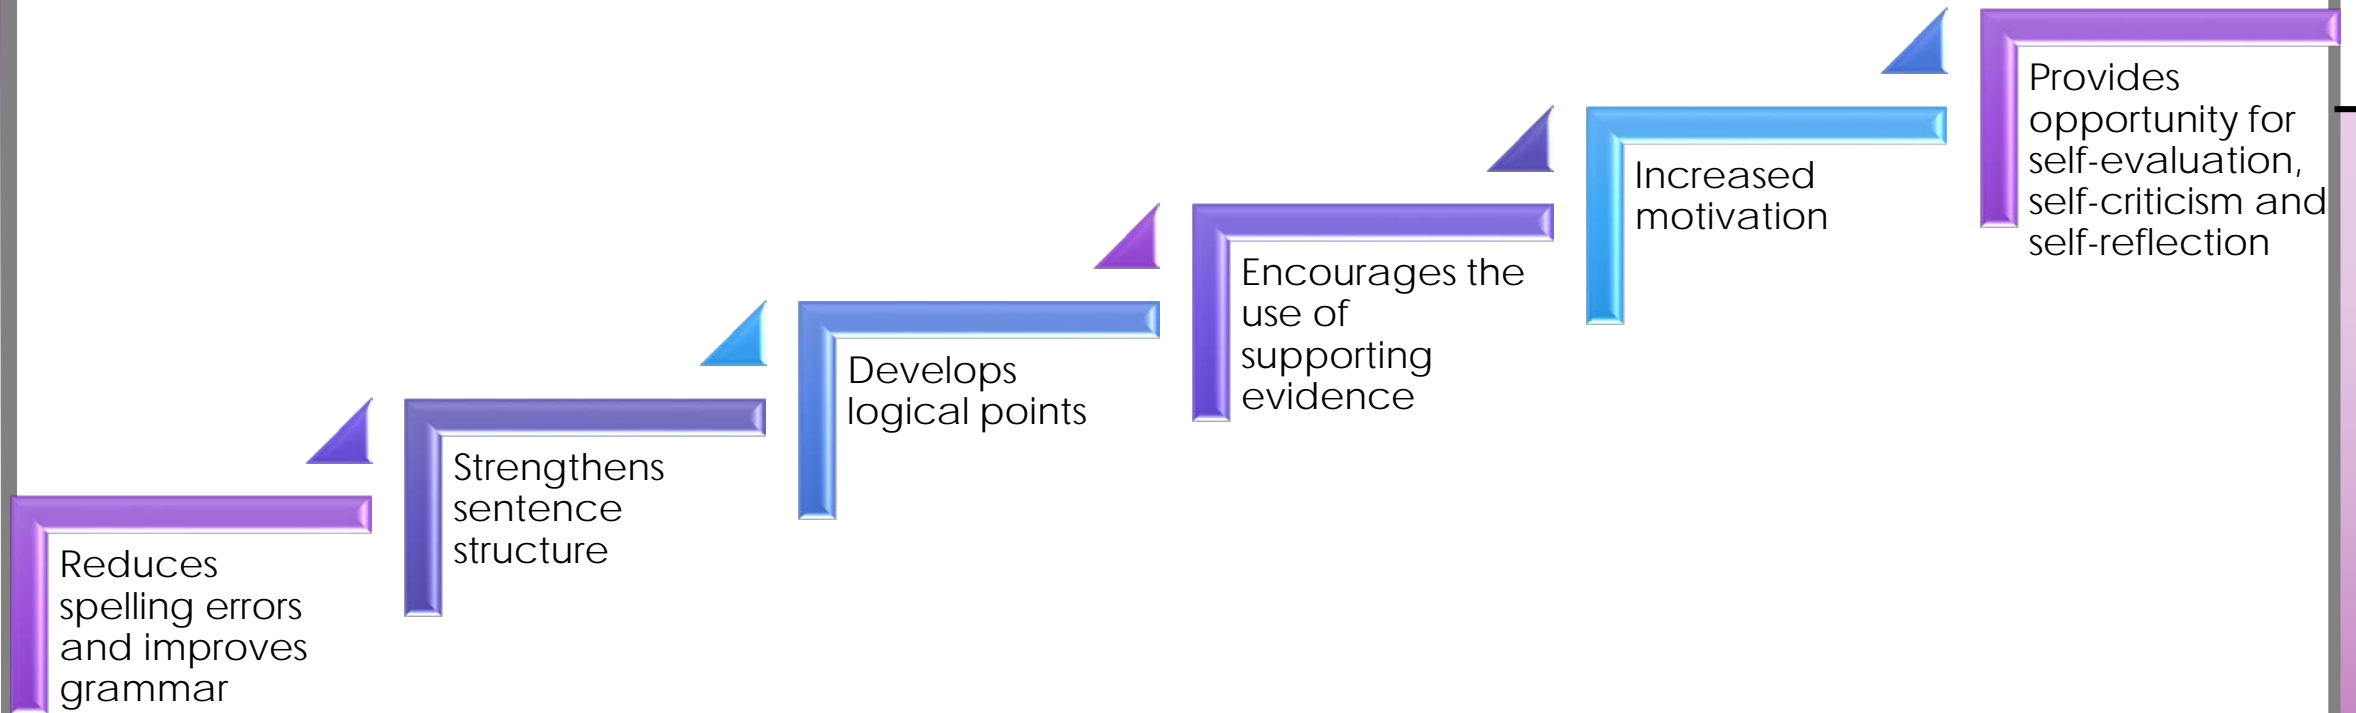 Reduces
spelling errors
and improves
grammar
Strengthens
sentence
structure
Develops
logical points
Encourages the
use of
supporting
evidence
Increased
motivation
Provides
opportunity for
self-evaluation,
self-criticism and
self-reflection